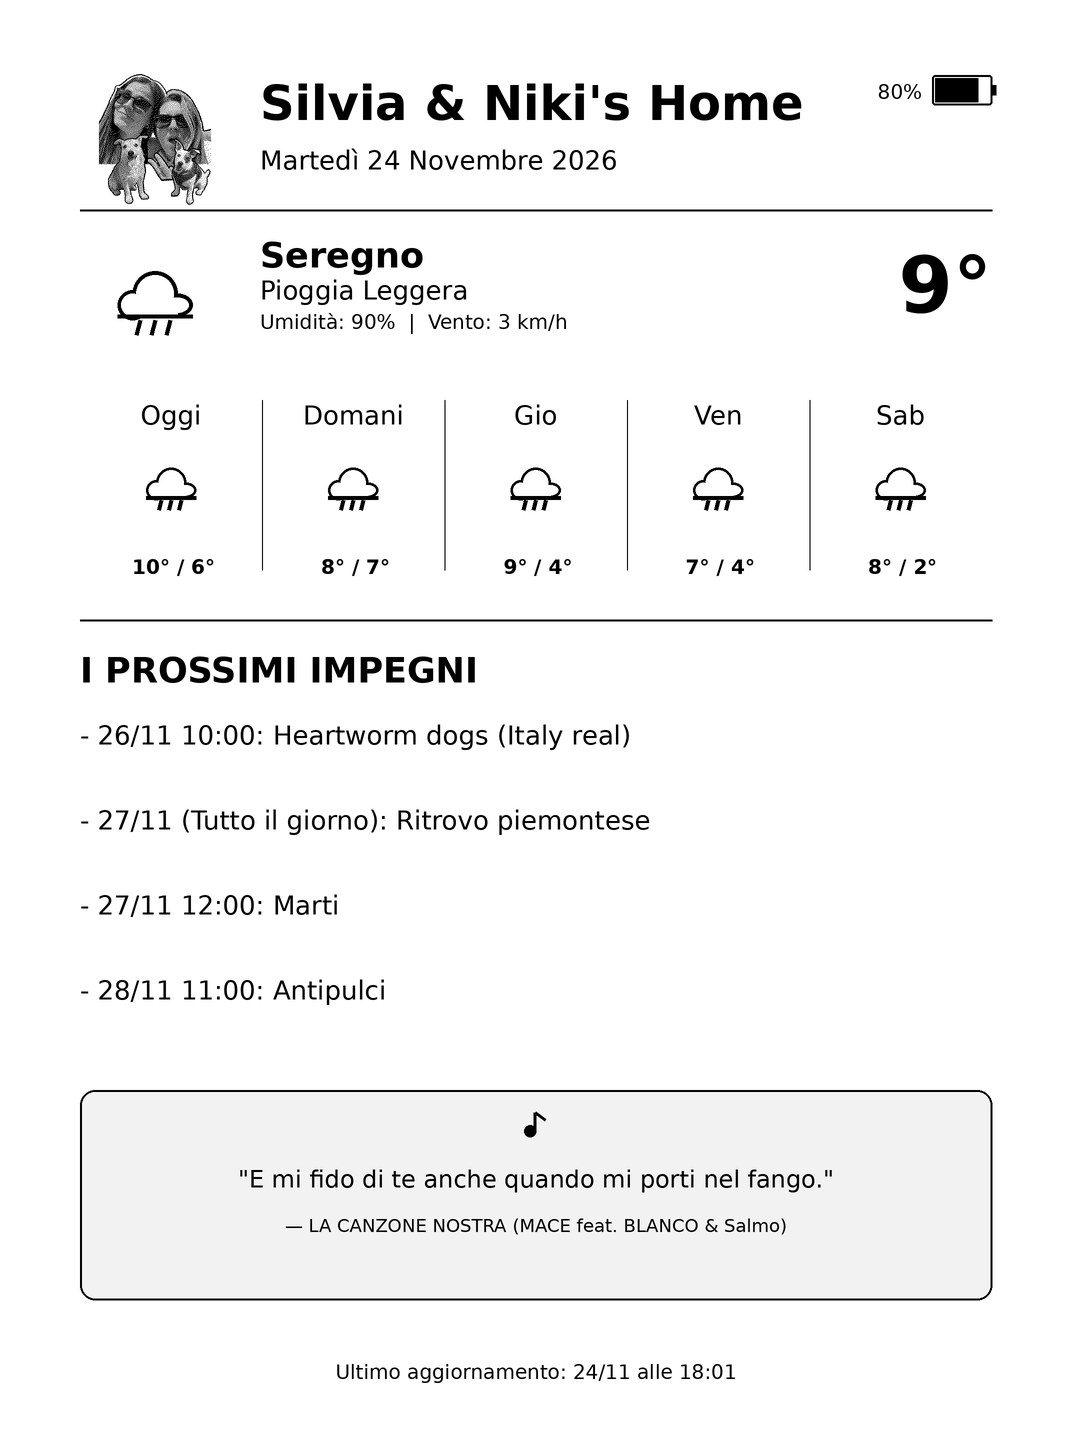 Silvia & Niki's Home
80%
Martedì 24 Novembre 2026
Seregno
9°
Pioggia Leggera
Umidità: 90% | Vento: 3 km/h
Oggi Domani Gio Ven Sab
10° / 6° 8° / 7° 9° / 4° 7° / 4° 8° / 2°
I PROSSIMI IMPEGNI
- 26/11 10:00: Heartworm dogs (Italy real)
- 27/11 (Tutto il giorno): Ritrovo piemontese
- 27/11 12:00: Marti
- 28/11 11:00: Antipulci
"E mi fido di te anche quando mi porti nel fango."
— LA CANZONE NOSTRA (MACE feat. BLANCO & Salmo)
Ultimo aggiornamento: 24/11 alle 18:01